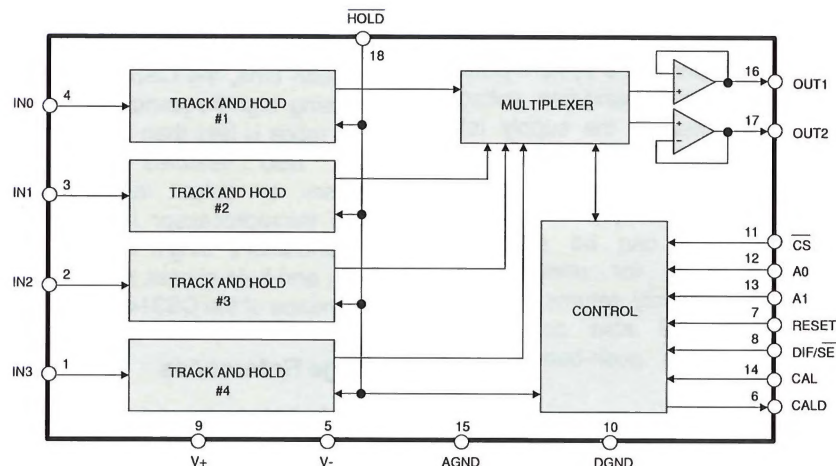 HOLD
18
IN0 4
TRACK AND HOLD
#1
MULTIPLEXER
-
+
16 OUT1
+
-
17 OUT2
IN1 3
TRACK AND HOLD
#2
IN2 2
TRACK AND HOLD
#3
IN3 1
TRACK AND HOLD
#4
CONTROL
11 CS
12 A0
13 A1
7 RESET
8 DIF/SE
14 CAL
6 CALD
9
V+
5
V-
15
AGND
10
DGND